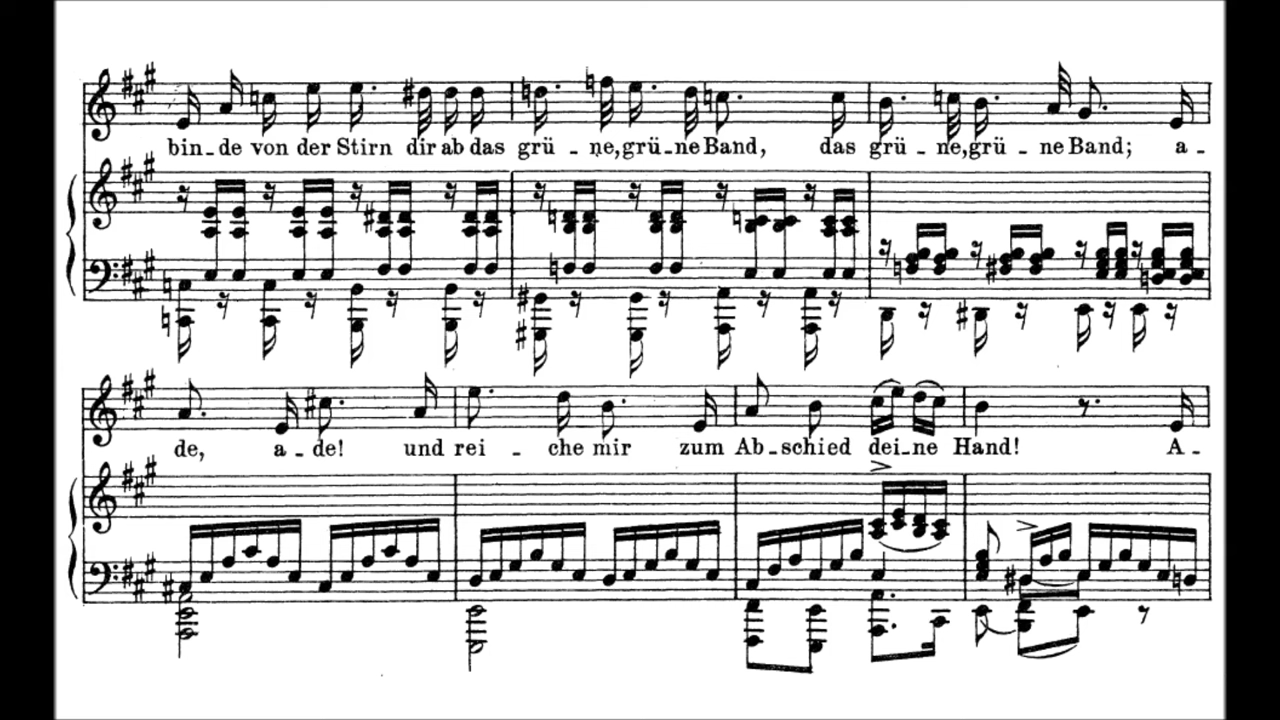 bin-de von der Stirn dir ab das grü-ne, grü-ne Band, das grü-ne, grü-ne Band; a-
de, a-de! und rei-che mir zum Ab-schied dei-ne Hand! A-